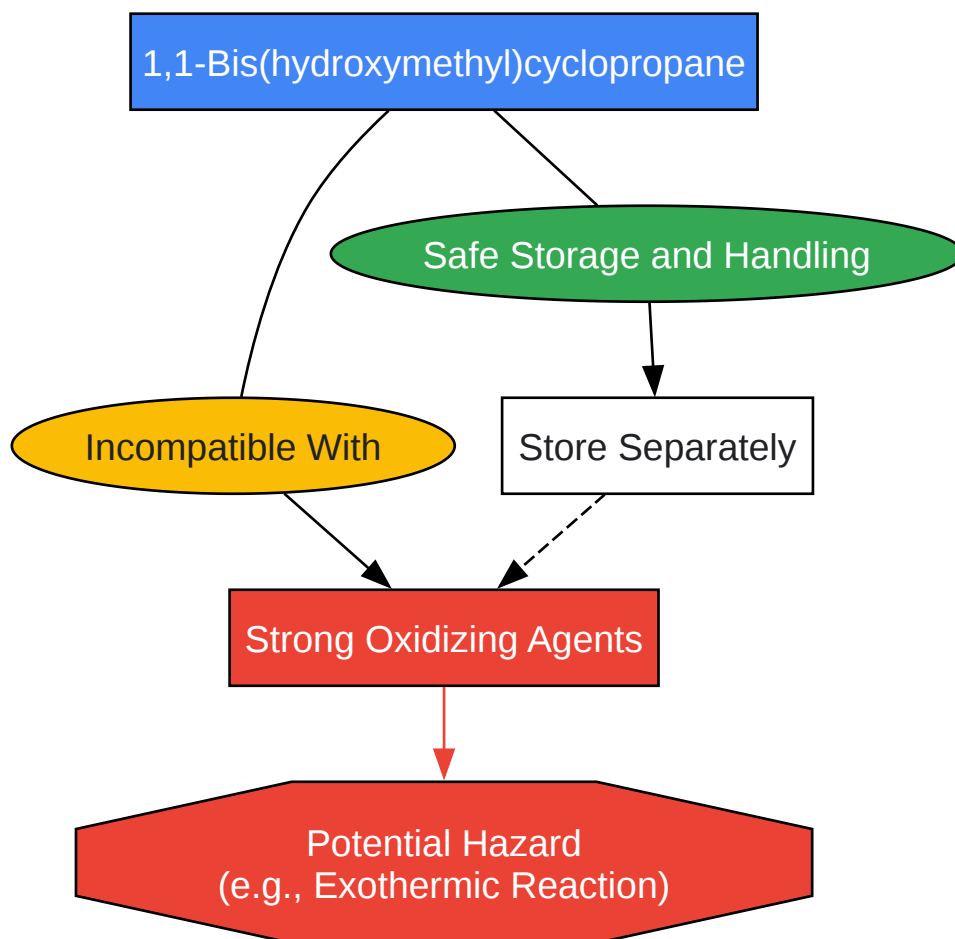 1,1-Bis(hydroxymethyl)cyclopropane
Safe Storage and Handling
Incompatible With
Store Separately
Strong Oxidizing Agents
Potential Hazard
(e.g., Exothermic Reaction)